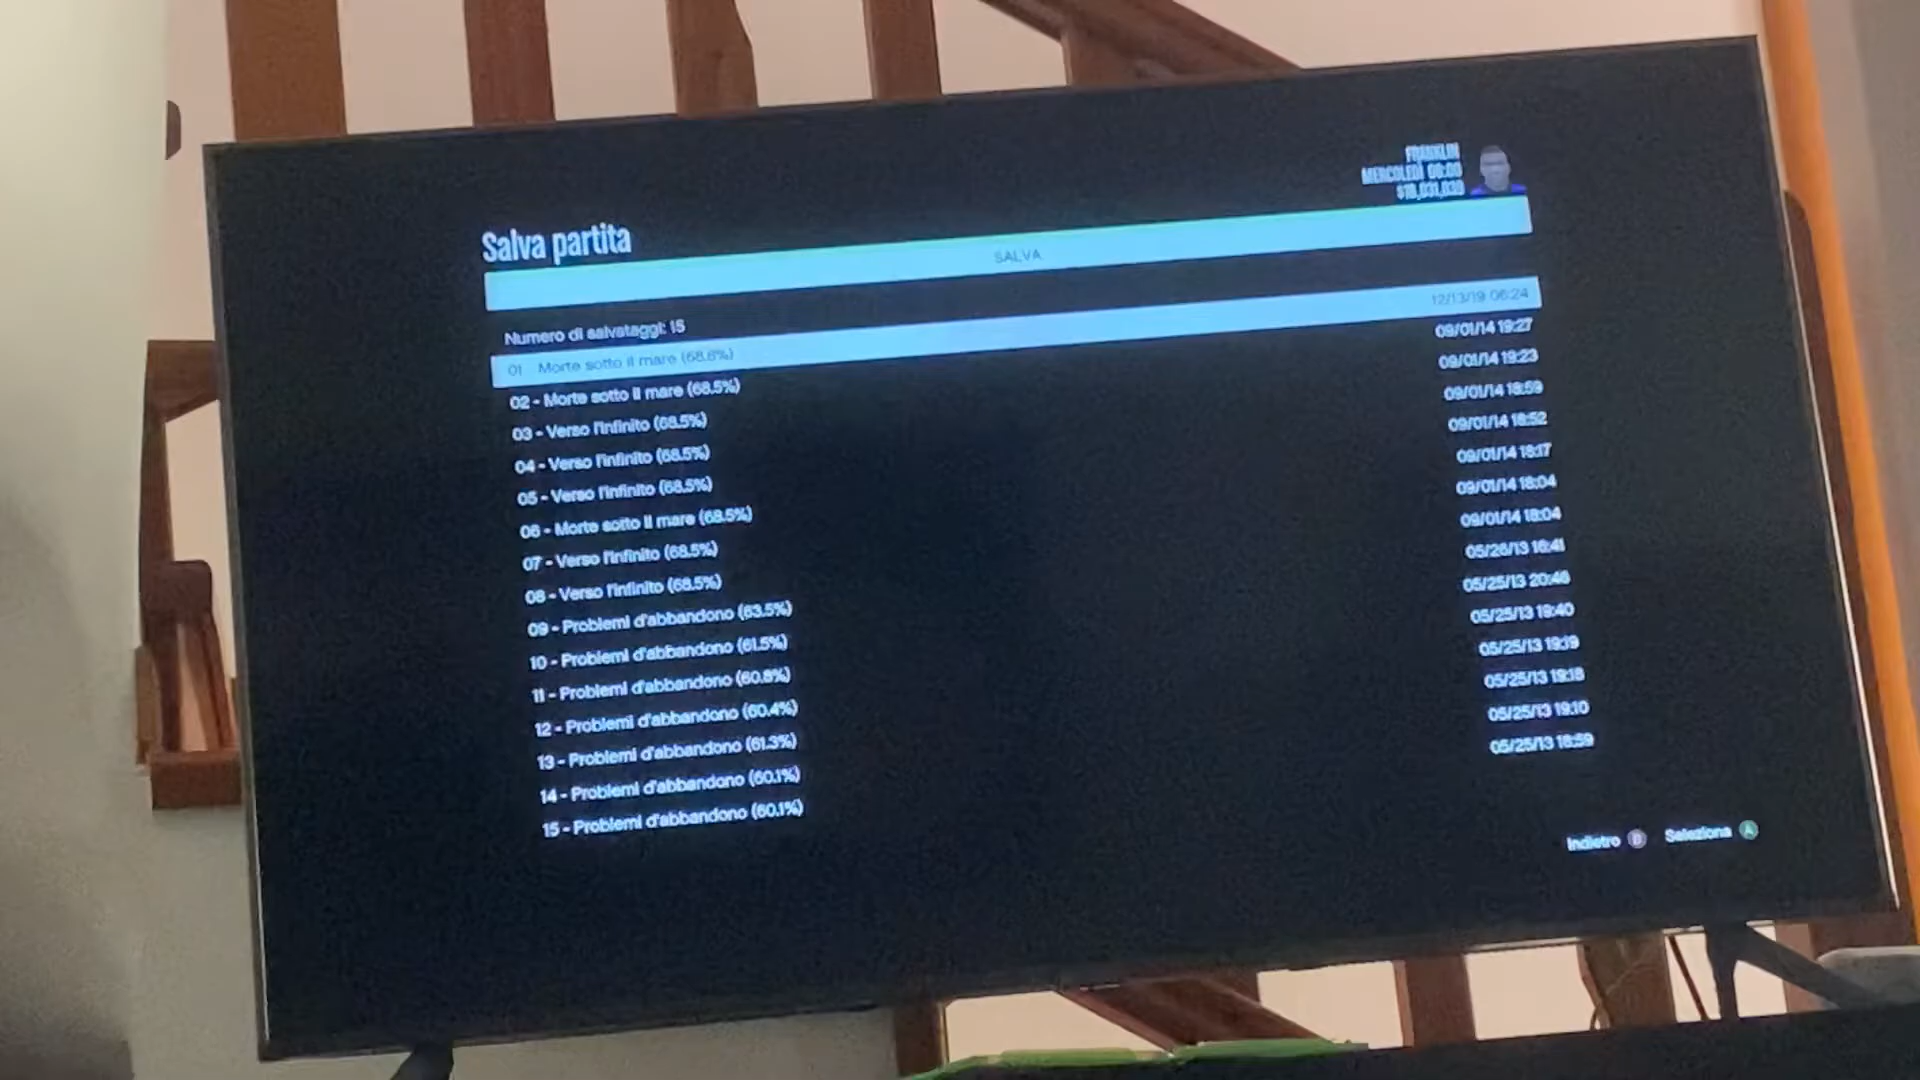 FRANKLIN
MERCOLEDÌ 00:00
Salva partita
SALVA
Numero di salvataggi: 15
01 Morte sotto il mare (68.6%) 12/13/19 06:24
02 - Morte sotto il mare (68.5%) 09/01/14 19:27
03 - Verso l'infinito (68.5%) 09/01/14 19:23
04 - Verso l'infinito (68.5%) 09/01/14 18:59
05 - Verso l'infinito (68.5%) 09/01/14 18:52
06 - Morte sotto il mare (68.5%) 09/01/14 18:17
07 - Verso l'infinito (68.5%) 09/01/14 18:04
08 - Verso l'infinito (68.5%) 09/01/14 18:04
09 - Problemi d'abbandono (63.5%) 05/26/13 16:41
10 - Problemi d'abbandono (61.5%) 05/25/13 20:46
11 - Problemi d'abbandono (60.8%) 05/25/13 19:40
12 - Problemi d'abbandono (60.4%) 05/25/13 19:19
13 - Problemi d'abbandono (61.3%) 05/25/13 19:18
14 - Problemi d'abbandono (60.1%) 05/25/13 19:10
15 - Problemi d'abbandono (60.1%) 05/25/13 18:59
Indietro B Seleziona A